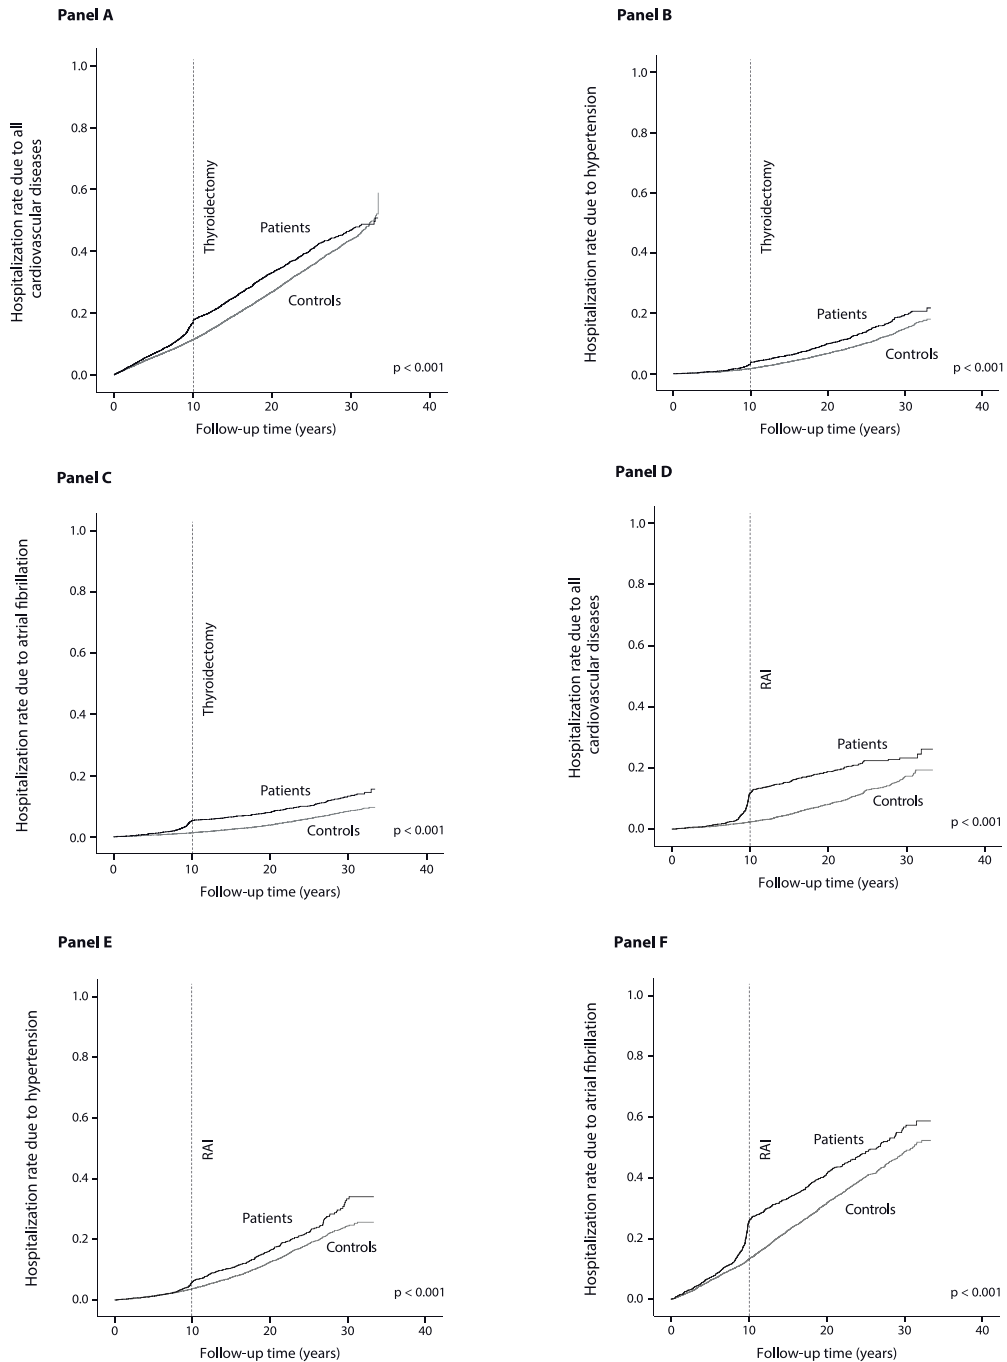 Panel A
Hospitalization rate due to all
cardiovascular diseases
1.0
0.8
0.6
0.4
0.2
0.0
Thyroidectomy
Patients
Controls
p < 0.001
0 10 20 30 40
Follow-up time (years)
Panel B
Hospitalization rate due to hypertension
1.0
0.8
0.6
0.4
0.2
0.0
Thyroidectomy
Patients
Controls
p < 0.001
0 10 20 30 40
Follow-up time (years)
Panel C
Hospitalization rate due to atrial fibrillation
1.0
0.8
0.6
0.4
0.2
0.0
Thyroidectomy
Patients
Controls
p < 0.001
0 10 20 30 40
Follow-up time (years)
Panel D
Hospitalization rate due to all
cardiovascular diseases
1.0
0.8
0.6
0.4
0.2
0.0
RAI
Patients
Controls
p < 0.001
0 10 20 30 40
Follow-up time (years)
Panel E
Hospitalization rate due to hypertension
1.0
0.8
0.6
0.4
0.2
0.0
RAI
Patients
Controls
p < 0.001
0 10 20 30 40
Follow-up time (years)
Panel F
Hospitalization rate due to atrial fibrillation
1.0
0.8
0.6
0.4
0.2
0.0
RAI
Patients
Controls
p < 0.001
0 10 20 30 40
Follow-up time (years)